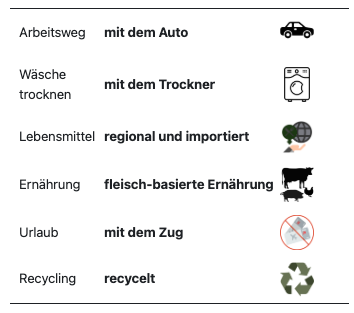 Arbeitsweg mit dem Auto
Wäsche
trocknen mit dem Trockner
Lebensmittel regional und importiert
Ernährung fleisch-basierte Ernährung
Urlaub mit dem Zug
Recycling recycelt